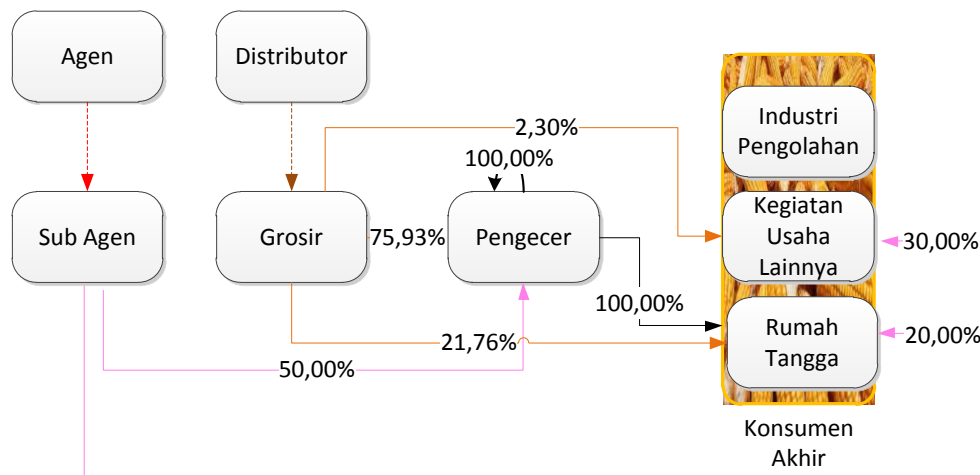 Agen
Distributor
Industri
Pengolahan
2,30%
100,00%
Sub Agen
Grosir
75,93%
Pengecer
Kegiatan
Usaha
Lainnya
30,00%
100,00%
Rumah
Tangga
20,00%
21,76%
50,00%
Konsumen
Akhir